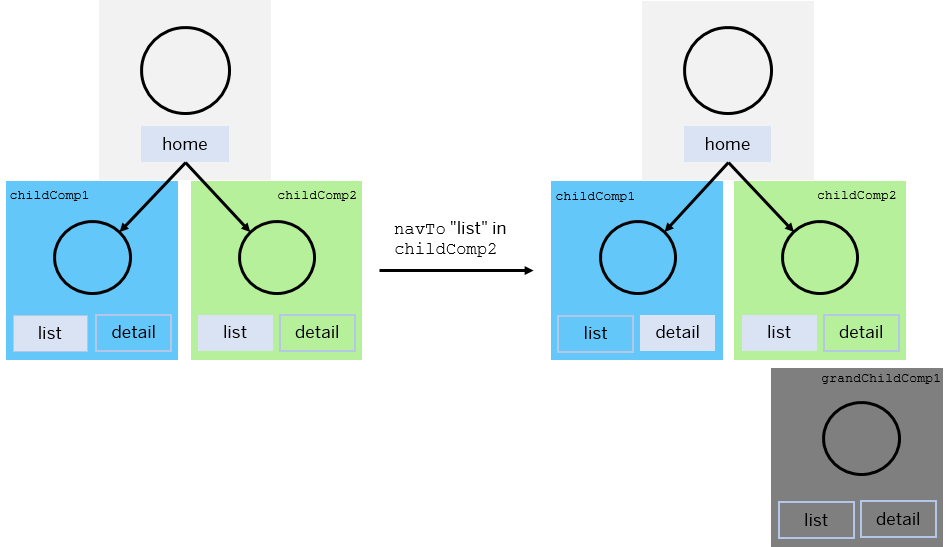 home
childComp1
childComp2
list
detail
list
detail
navTo "list" in
childComp2
home
childComp1
childComp2
list
detail
list
detail
grandChildComp1
list
detail